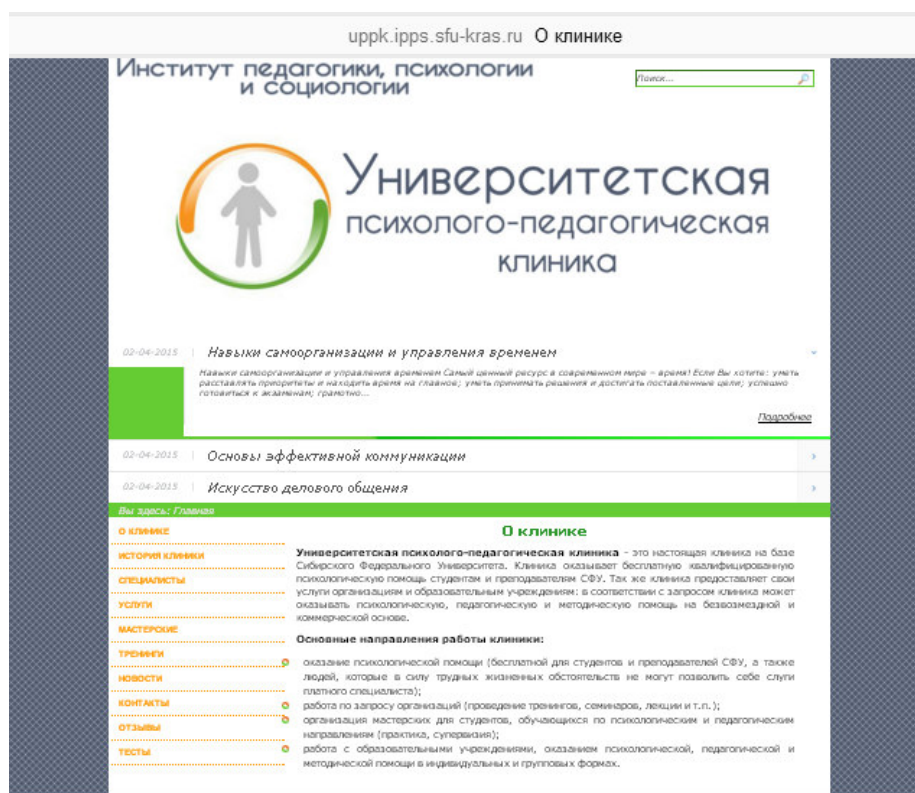 uppk.ipps.sfu-kras.ru О клинике
Институт педагогики, психологии
и социологии
Поиск...
Университетская
психолого-педагогическая
клиника
02-04-2015
Навыки самоорганизации и управления временем
Навыки самоорганизации и управления временем Самый ценный ресурс в современном мире – время! Если Вы хотите: уметь
расставлять приоритеты и находить время на главное; уметь принимать решения и достигать поставленные цели; успешно
готовиться к экзаменам; грамотно...
Подробнее
02-04-2015
Основы эффективной коммуникации
02-04-2015
Искусство делового общения
Вы здесь: Главная
О КЛИНИКЕ
ИСТОРИЯ КЛИНИКИ
СПЕЦИАЛИСТЫ
УСЛУГИ
МАСТЕРСКИЕ
ТРЕНИНГИ
НОВОСТИ
КОНТАКТЫ
ОТЗЫВЫ
ТЕСТЫ
О клинике
Университетская психолого-педагогическая клиника - это настоящая клиника на базе
Сибирского Федерального Университета. Клиника оказывает бесплатную квалифицированную
психологическую помощь студентам и преподавателям СФУ. Так же клиника предоставляет свои
услуги организациям и образовательным учреждениям: в соответствии с запросом клиника может
оказывать психологическую, педагогическую и методическую помощь на безвозмездной и
коммерческой основе.
Основные направления работы клиники:
оказание психологической помощи (бесплатной для студентов и преподавателей СФУ, а также
людей, которые в силу трудных жизненных обстоятельств не могут позволить себе слуги
платного специалиста);
работа по запросу организаций (проведение тренингов, семинаров, лекции и т.п.);
организация мастерских для студентов, обучающихся по психологическим и педагогическим
направлениям (практика, супервизия);
работа с образовательными учреждениями, оказанием психологической, педагогической и
методической помощи в индивидуальных и групповых формах.